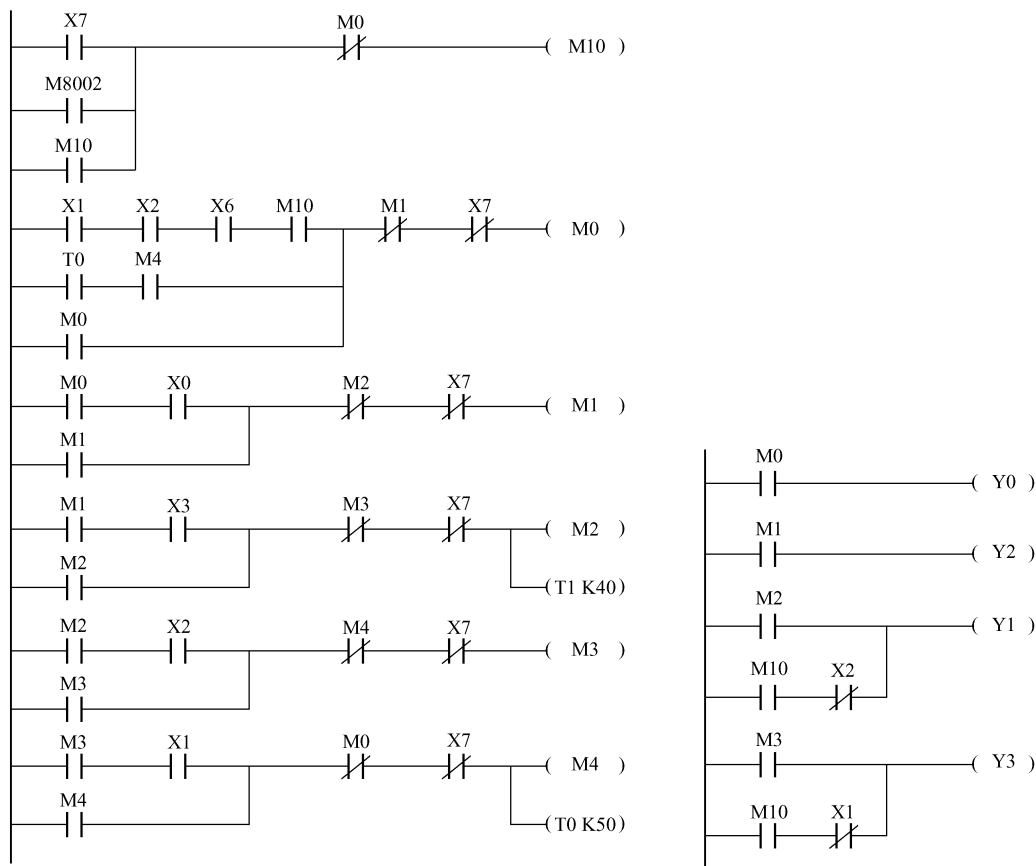 X7 M0
( M10 )
M8002
M10
X1 X2 X6 M10 M1 X7
( M0 )
T0 M4
M0
M0 X0 M2 X7
( M1 )
M1
M1 X3 M3 X7
( M2 )
M2
(T1 K40)
M2 X2 M4 X7
( M3 )
M3
M3 X1 M0 X7
( M4 )
M4
(T0 K50)
M0
( Y0 )
M1
( Y2 )
M2
( Y1 )
M10 X2
M3
( Y3 )
M10 X1